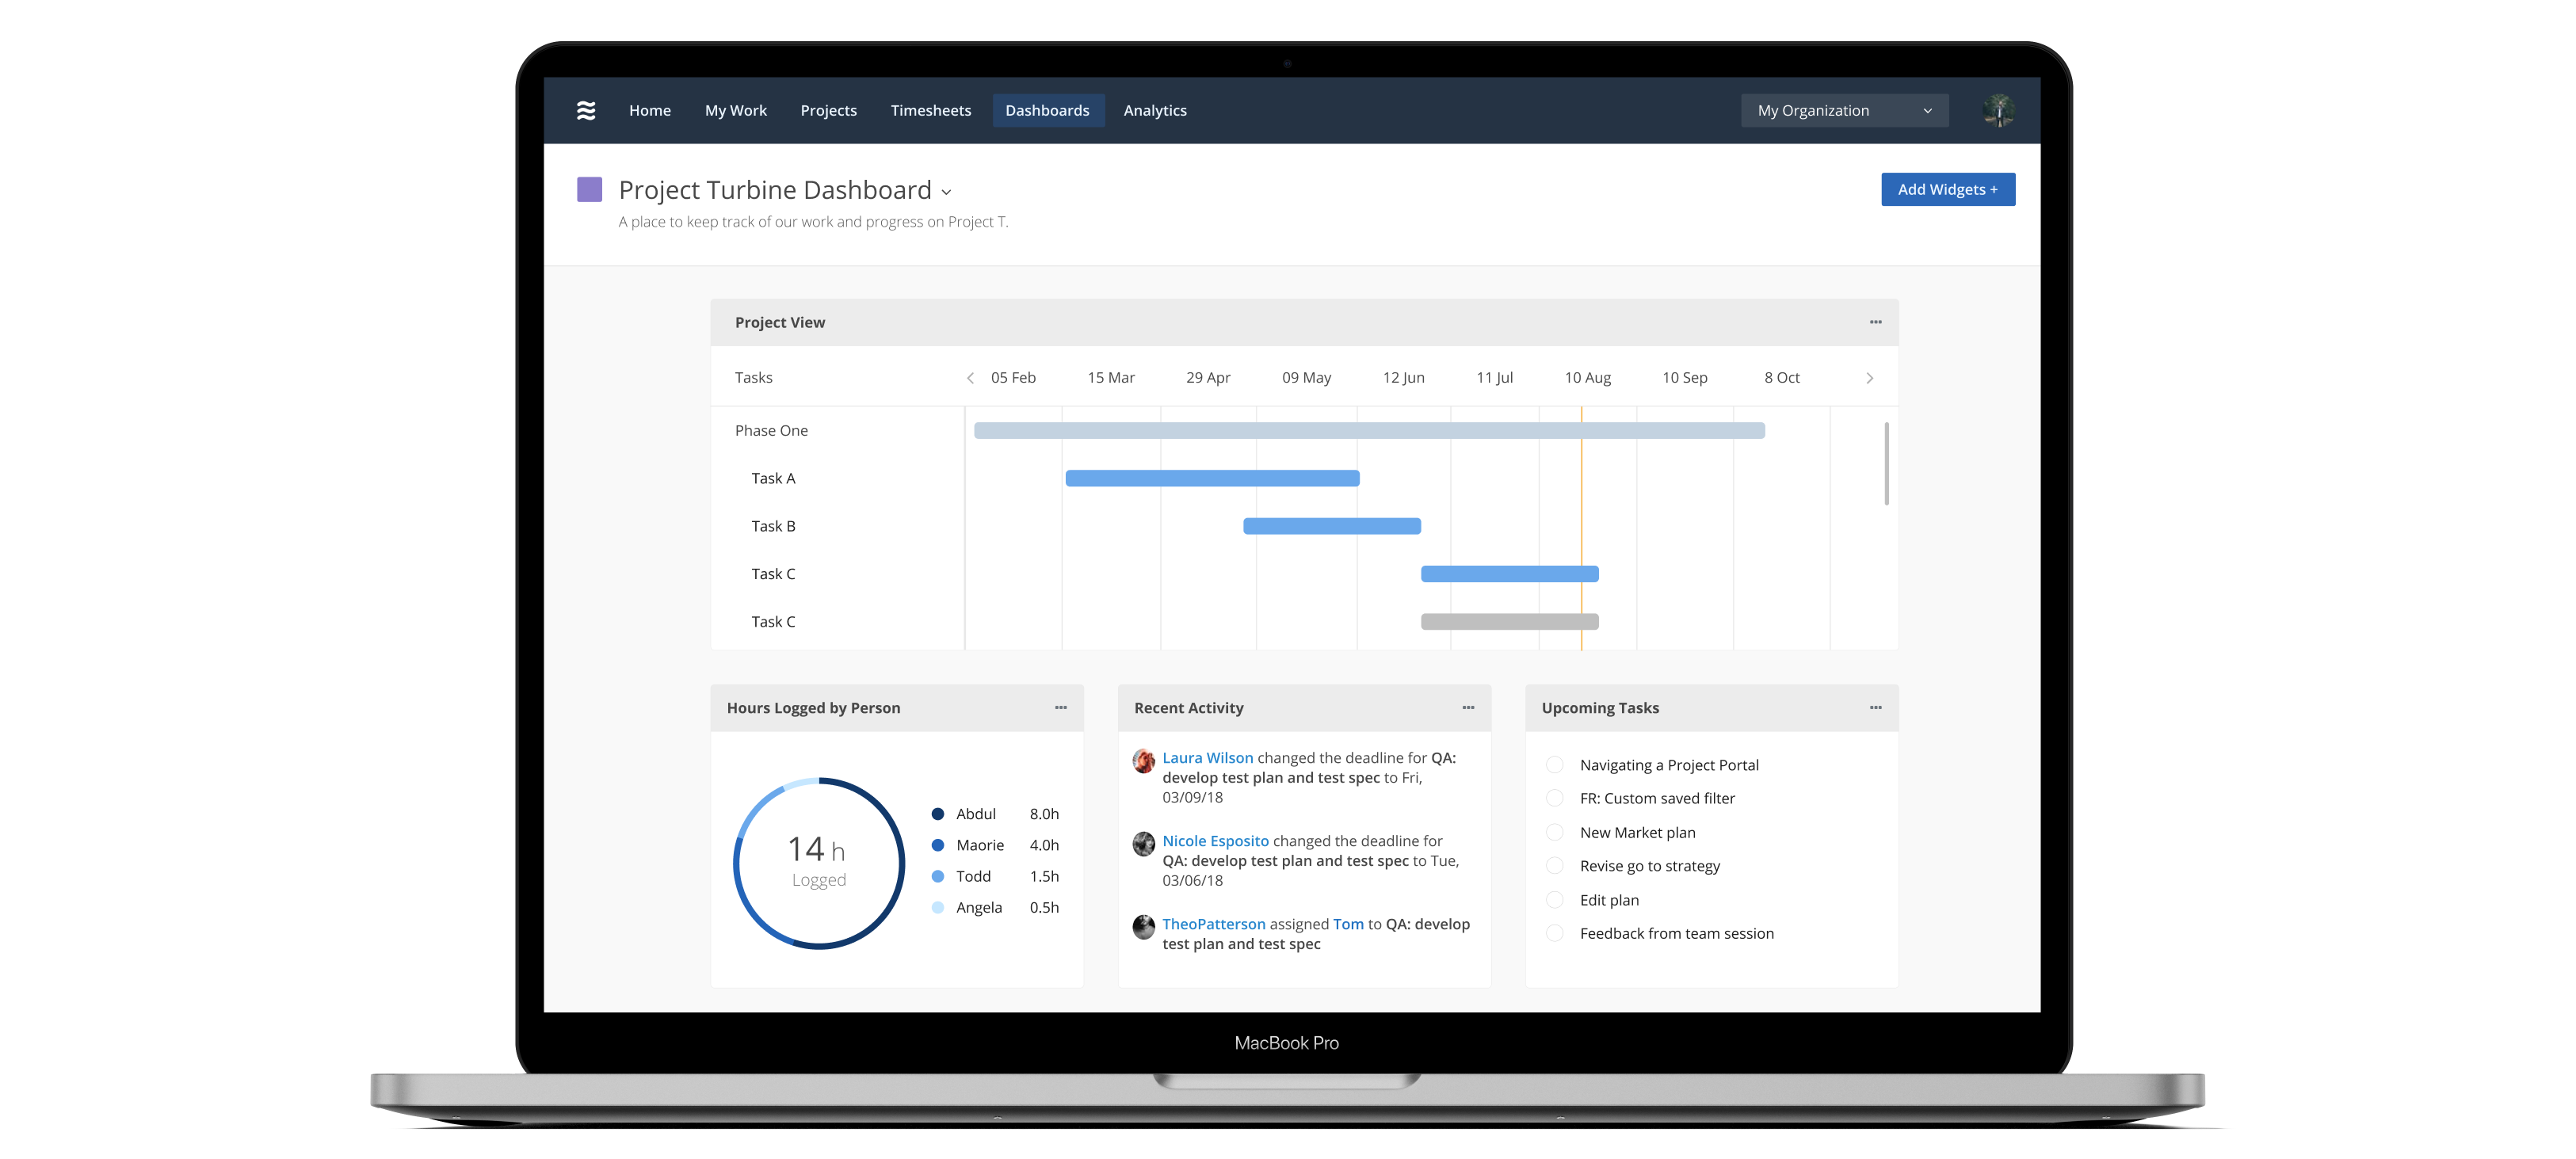 Home My Work Projects Timesheets Dashboards Analytics My Organization
Project Turbine Dashboard
Add Widgets +
A place to keep track of our work and progress on Project T.
Project View
Tasks 05 Feb 15 Mar 29 Apr 09 May 12 Jun 11 Jul 10 Aug 10 Sep 8 Oct
Phase One
Task A
Task B
Task C
Task C
Hours Logged by Person
14 h
Logged
Abdul 8.0h
Maorie 4.0h
Todd 1.5h
Angela 0.5h
Recent Activity
Laura Wilson changed the deadline for QA:
develop test plan and test spec to Fri,
03/09/18
Nicole Esposito changed the deadline for
QA: develop test plan and test spec to Tue,
03/06/18
TheoPatterson assigned Tom to QA: develop
test plan and test spec
Upcoming Tasks
Navigating a Project Portal
FR: Custom saved filter
New Market plan
Revise go to strategy
Edit plan
Feedback from team session
MacBook Pro